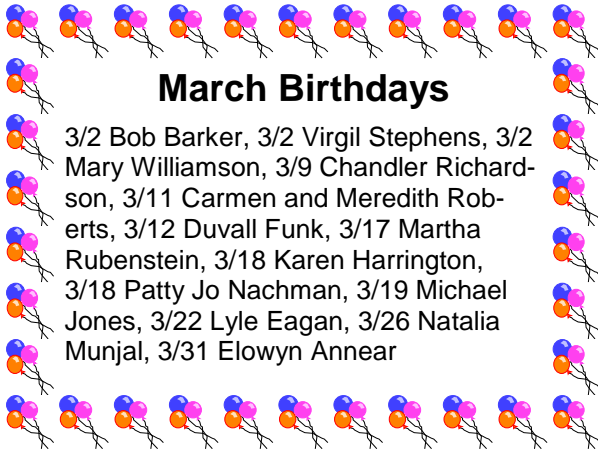 March Birthdays
3/2 Bob Barker, 3/2 Virgil Stephens, 3/2
Mary Williamson, 3/9 Chandler Richard-
son, 3/11 Carmen and Meredith Rob-
erts, 3/12 Duvall Funk, 3/17 Martha
Rubenstein, 3/18 Karen Harrington,
3/18 Patty Jo Nachman, 3/19 Michael
Jones, 3/22 Lyle Eagan, 3/26 Natalia
Munjal, 3/31 Elowyn Annear